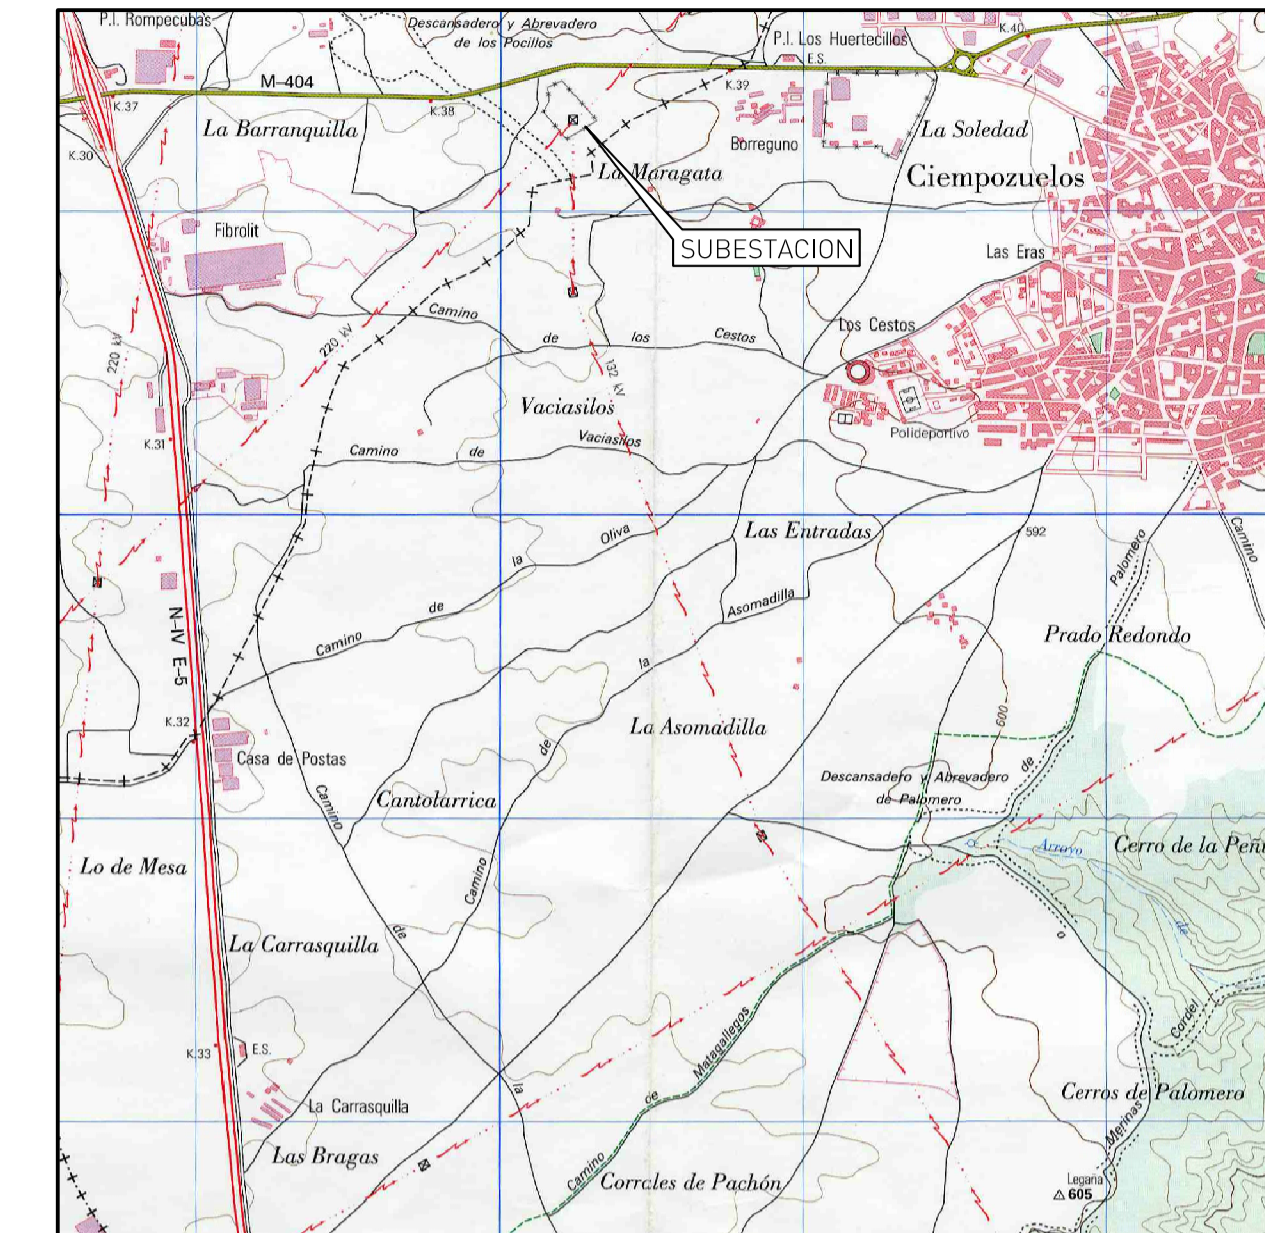 P.I. Rompecubas
Descansadero y Abrevadero
de los Pocillos
P.I. Los Huertecillos
E.S.
K.40
M-404
K.37
K.38
K.39
La Barranquilla
La Soledad
Borreguno
K.30
La Maragata
Ciempozuelos
Fibrolit
SUBESTACION
Las Eras
Camino de los Cestos
Los Cestos
220 kV
220 kV
132 kV
Vaciasilos
Polideportivo
K.31
Camino de Vaciasilos
Las Entradas
592
Camino de la Oliva
Palomero
Camino
N-IV E-5
Asomadilla
la
de
Camino
Prado Redondo
K.32
La Asomadilla
600
Casa de Postas
Descansadero y Abrevadero
de Palomero
de
Camino
de
la
Cantolarrica
Lo de Mesa
Arroyo
de
Cerro de la Peñ
La Carrasquilla
o
Cordel
K.33
E.S.
Camino de Matagallegos
La Carrasquilla
Cerros de Palomero
Merinas
Las Bragas
Corrales de Pachón
Legaña
605